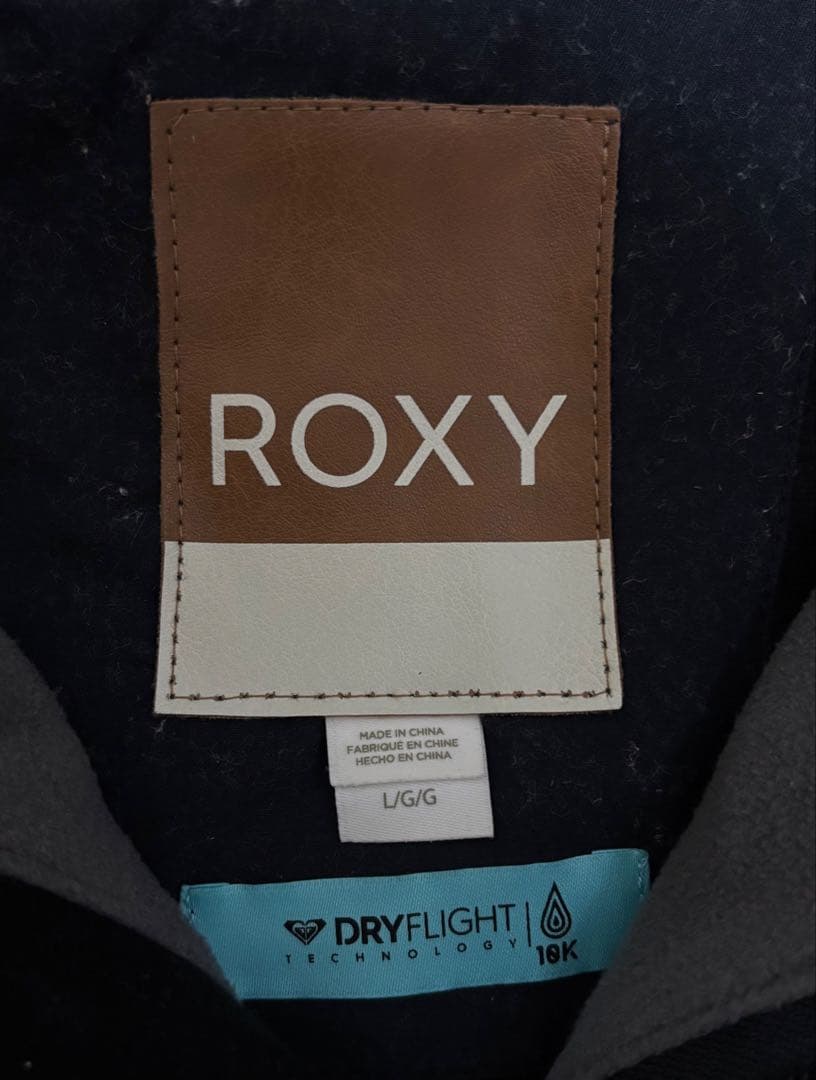 ROXY
MADE IN CHINA
FABRIQUÉ EN CHINE
HECHO EN CHINA
L/G/G
DRYFLIGHT
TECHNOLOGY
10K